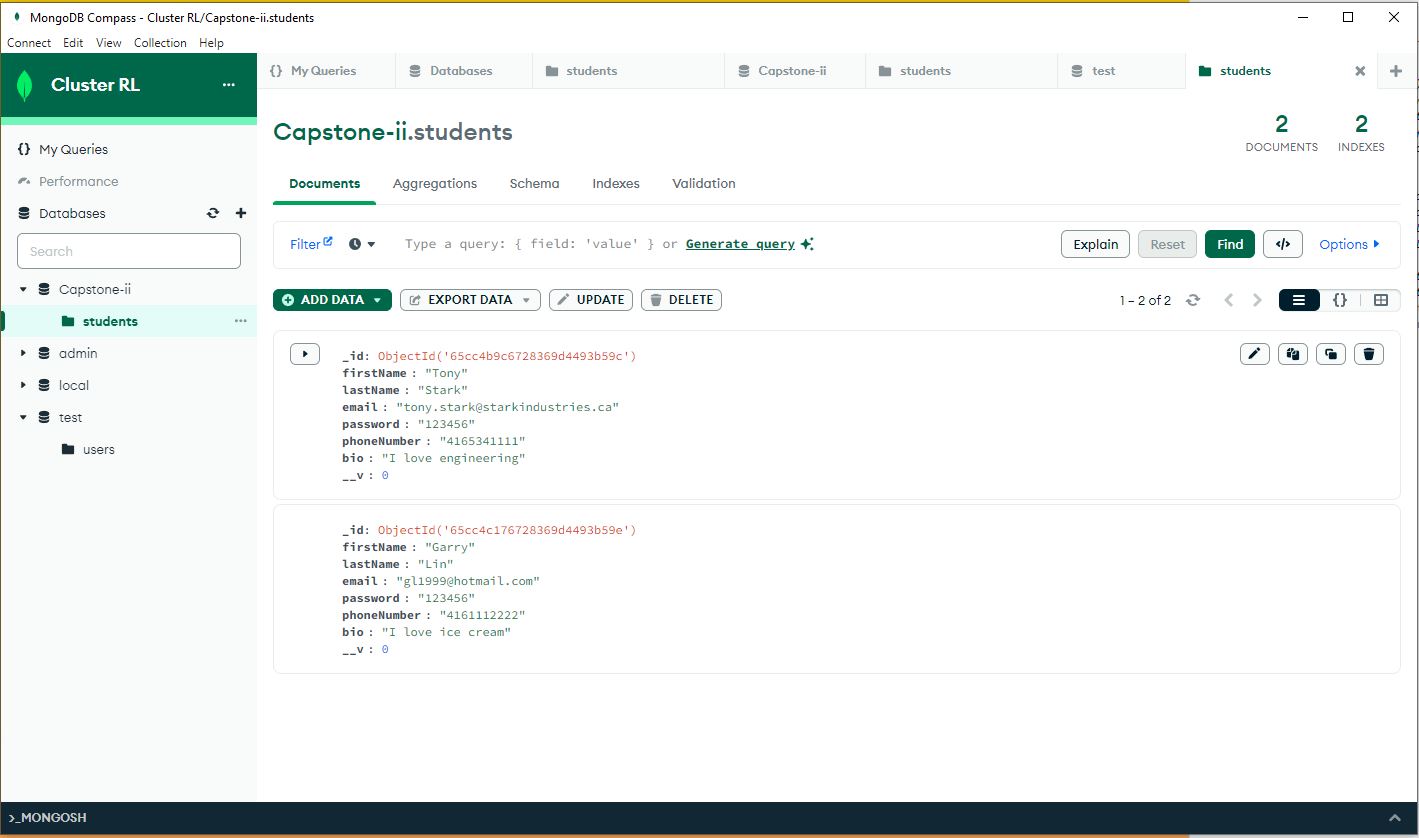 MongoDB Compass - Cluster RL/Capstone-ii.students
Connect Edit View Collection Help
Cluster RL
My Queries
Performance
Databases
Search
Capstone-ii
students
admin
local
test
users
{} My Queries Databases students Capstone-ii students test students
Capstone-ii.students
2 DOCUMENTS
2 INDEXES
Documents Aggregations Schema Indexes Validation
Filter Type a query: { field: 'value' } or Generate query Explain Reset Find </> Options
ADD DATA EXPORT DATA UPDATE DELETE 1 – 2 of 2 {}
_id: ObjectId('65cc4b9c6728369d4493b59c')
firstName : "Tony"
lastName : "Stark"
email : "tony.stark@starkindustries.ca"
password : "123456"
phoneNumber : "4165341111"
bio : "I love engineering"
__v : 0
_id: ObjectId('65cc4c176728369d4493b59e')
firstName : "Garry"
lastName : "Lin"
email : "gl1999@hotmail.com"
password : "123456"
phoneNumber : "4161112222"
bio : "I love ice cream"
__v : 0
>_MONGOSH